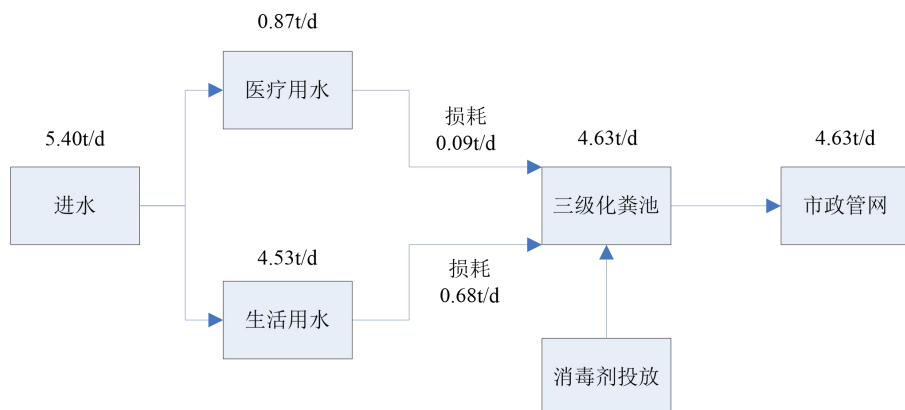 0.87t/d
医疗用水
损耗
0.09t/d
5.40t/d
进水
4.63t/d
三级化粪池
4.63t/d
市政管网
4.53t/d
生活用水
损耗
0.68t/d
消毒剂投放